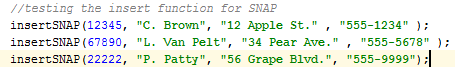 //testing the insert function for SNAP
insertSNAP(12345, "C. Brown", "12 Apple St." , "555-1234" );
insertSNAP(67890, "L. Van Pelt", "34 Pear Ave." , "555-5678" );
insertSNAP(22222, "P. Patty", "56 Grape Blvd.", "555-9999");